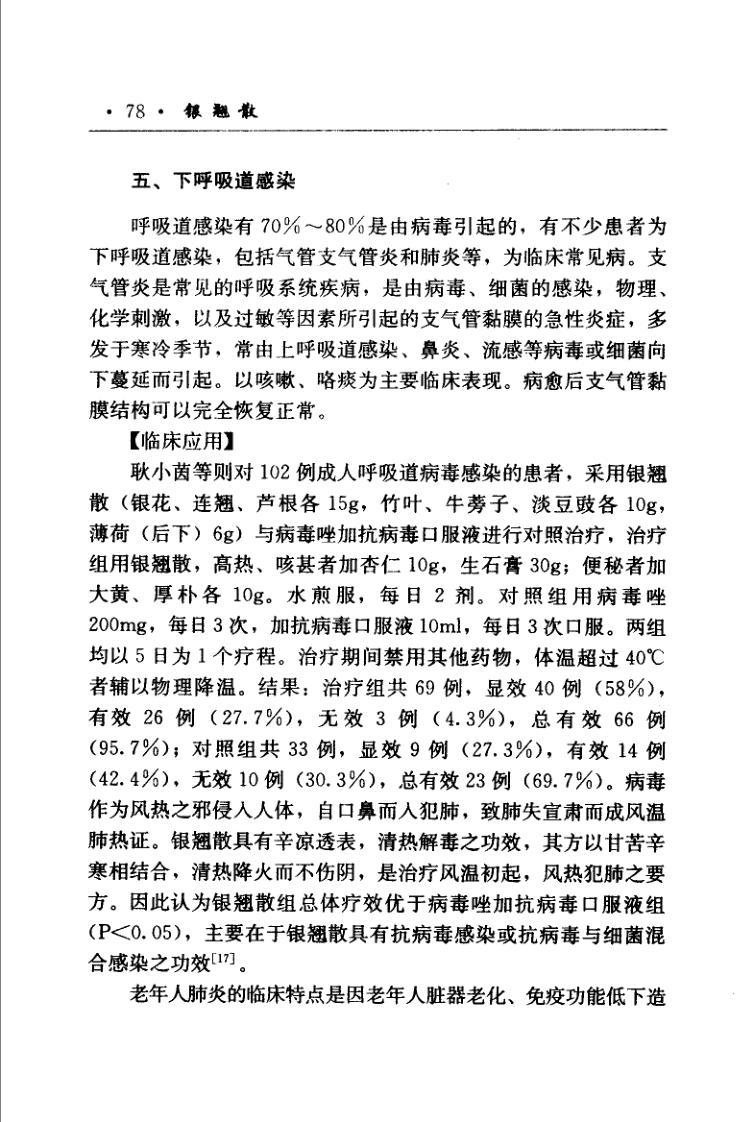 ·78· 银翘散
五、下呼吸道感染
呼吸道感染有 70%～80%是由病毒引起的，有不少患者为
下呼吸道感染，包括气管支气管炎和肺炎等，为临床常见病。支
气管炎是常见的呼吸系统疾病，是由病毒、细菌的感染，物理、
化学刺激，以及过敏等因素所引起的支气管黏膜的急性炎症，多
发于寒冷季节，常由上呼吸道感染、鼻炎、流感等病毒或细菌向
下蔓延而引起。以咳嗽、咯痰为主要临床表现。病愈后支气管黏
膜结构可以完全恢复正常。
【临床应用】
耿小茵等则对 102 例成人呼吸道病毒感染的患者，采用银翘
散（银花、连翘、芦根各 15g，竹叶、牛蒡子、淡豆豉各 10g，
薄荷（后下）6g）与病毒唑加抗病毒口服液进行对照治疗，治疗
组用银翘散，高热、咳甚者加杏仁 10g，生石膏 30g；便秘者加
大黄、厚朴各 10g。水煎服，每日 2 剂。对照组用病毒唑
200mg，每日 3 次，加抗病毒口服液 10ml，每日 3 次口服。两组
均以 5 日为 1 个疗程。治疗期间禁用其他药物，体温超过 40℃
者辅以物理降温。结果：治疗组共 69 例，显效 40 例（58%），
有效 26 例（27.7%），无效 3 例（4.3%），总有效 66 例
（95.7%）；对照组共 33 例，显效 9 例（27.3%），有效 14 例
（42.4%），无效 10 例（30.3%），总有效 23 例（69.7%）。病毒
作为风热之邪侵入人体，自口鼻而人犯肺，致肺失宣肃而成风温
肺热证。银翘散具有辛凉透表，清热解毒之功效，其方以甘苦辛
寒相结合，清热降火而不伤阴，是治疗风温初起，风热犯肺之要
方。因此认为银翘散组总体疗效优于病毒唑加抗病毒口服液组
（P<0.05），主要在于银翘散具有抗病毒感染或抗病毒与细菌混
合感染之功效[17]。
老年人肺炎的临床特点是因老年人脏器老化、免疫功能低下造